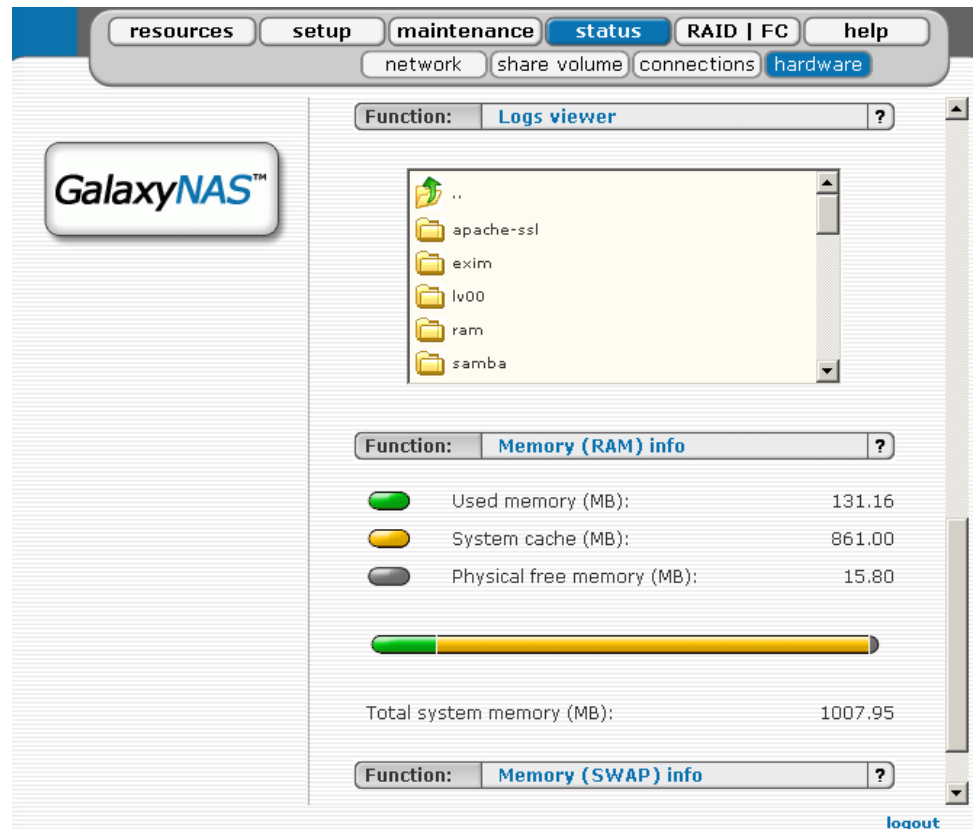 resources setup maintenance status RAID | FC help
network share volume connections hardware
GalaxyNAS™
Function: Logs viewer ?
..
apache-ssl
exim
lv00
ram
samba
Function: Memory (RAM) info ?
Used memory (MB): 131.16
System cache (MB): 861.00
Physical free memory (MB): 15.80
Total system memory (MB): 1007.95
Function: Memory (SWAP) info ?
logout